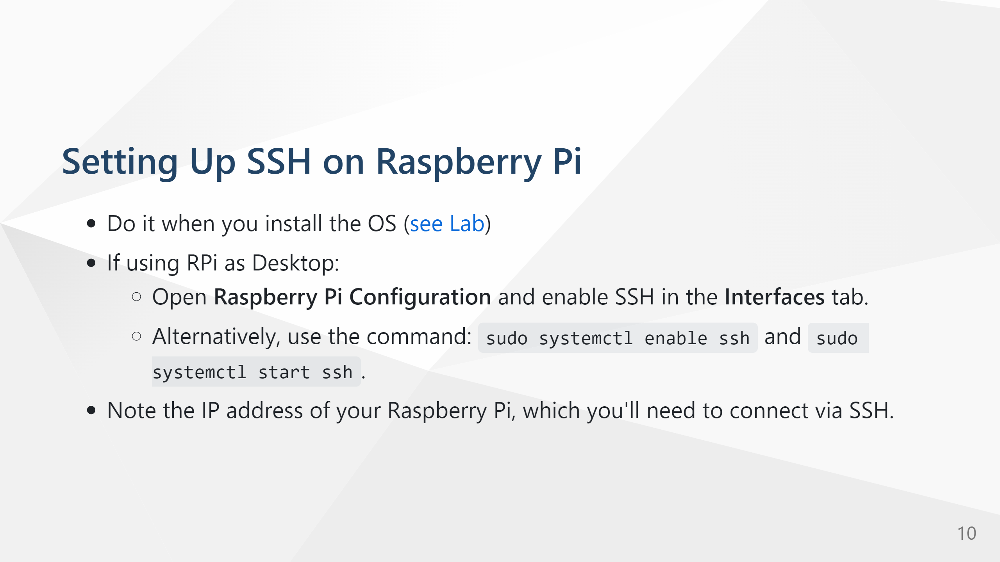 Setting Up SSH on Raspberry Pi
Do it when you install the OS (see Lab)
If using RPi as Desktop:
Open Raspberry Pi Configuration and enable SSH in the Interfaces tab.
Alternatively, use the command: sudo systemctl enable ssh and sudo
systemctl start ssh .
Note the IP address of your Raspberry Pi, which you'll need to connect via SSH.
10